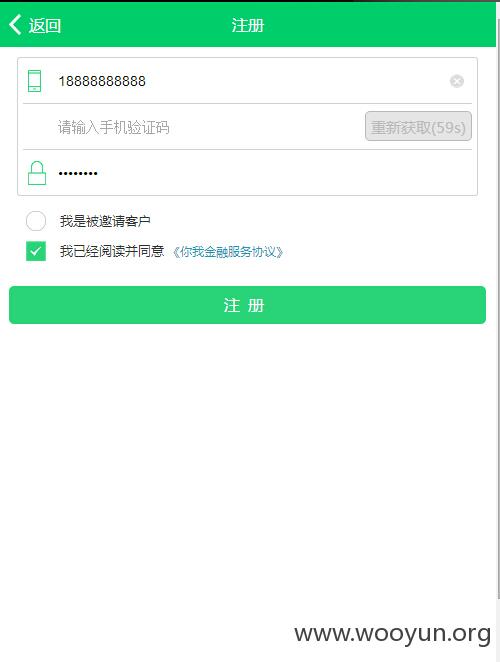 返回
注册
18888888888
请输入手机验证码
重新获取(59s)
••••••••
我是被邀请客户
我已经阅读并同意《你我金融服务协议》
注 册
www.wooyun.org